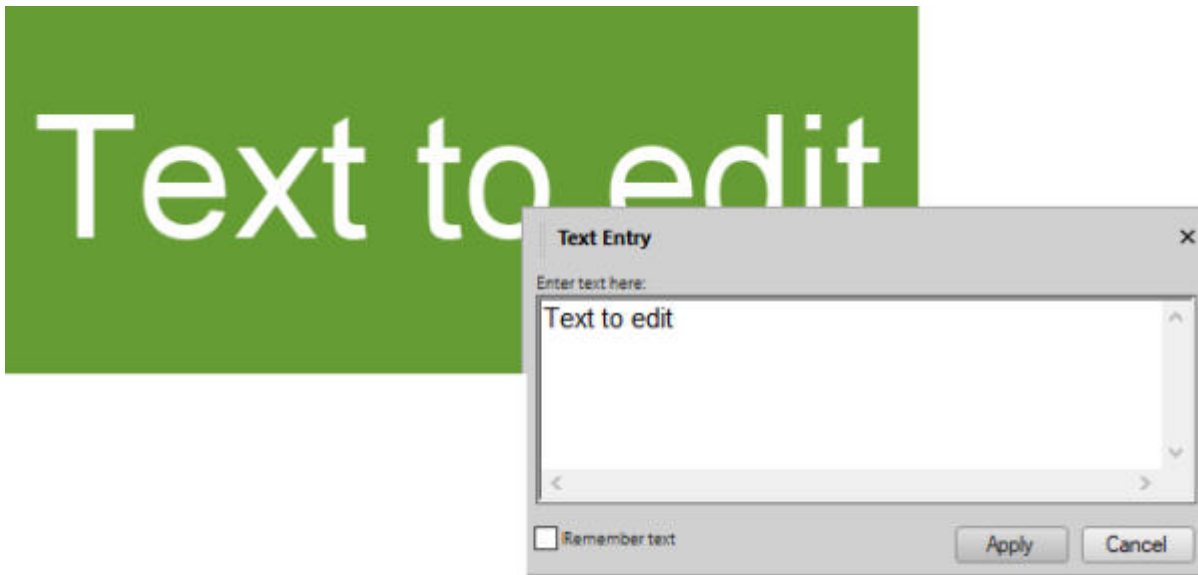 Text to edit
Text Entry
Enter text here:
Text to edit
Remember text
Apply Cancel